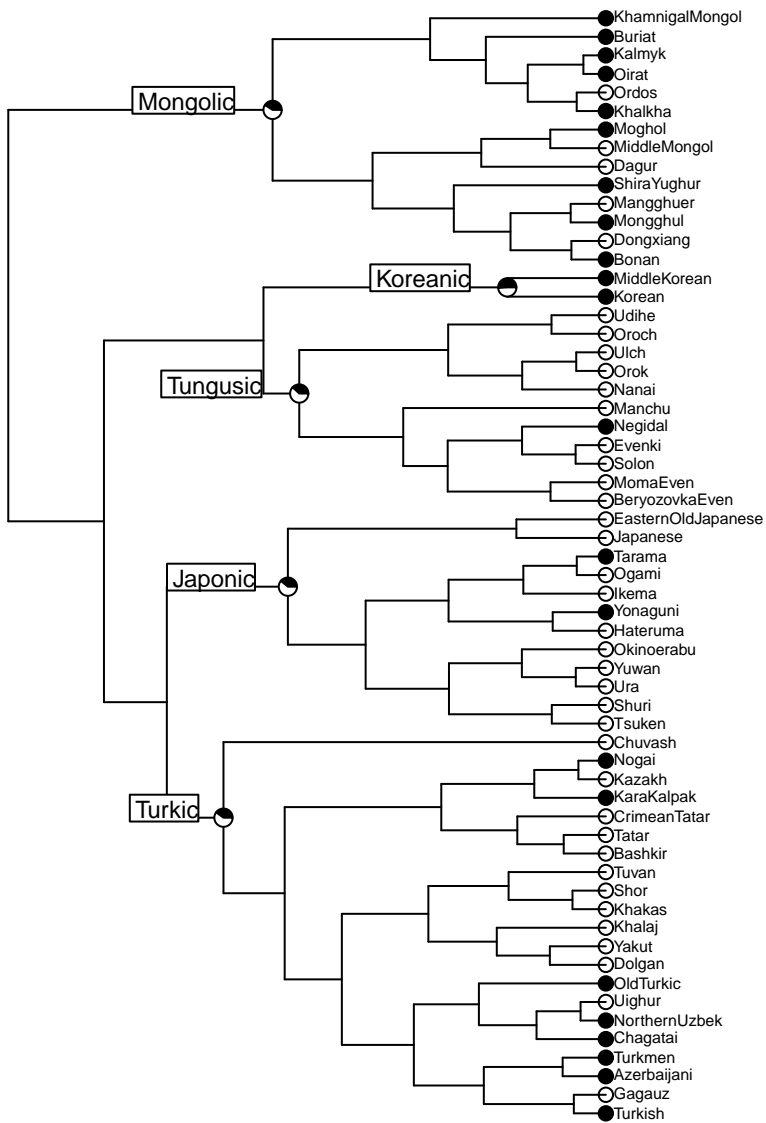 KhamnigalMongol
Buriat
Kalmyk
Oirat
Ordos
Mongolic
Khalkha
Moghol
MiddleMongol
Dagur
ShiraYughur
Mangghuer
Mongghul
Dongxiang
Bonan
Koreanic
MiddleKorean
Korean
Udihe
Oroch
Ulch
Orok
Tungusic
Nanai
Manchu
Negidal
Evenki
Solon
MomaEven
BeryozovkaEven
EasternOldJapanese
Japanese
Tarama
Japonic
Ogami
Ikema
Yonaguni
Hateruma
Okinoerabu
Yuwan
Ura
Shuri
Tsuken
Chuvash
Nogai
Kazakh
KaraKalpak
Turkic
CrimeanTatar
Tatar
Bashkir
Tuvan
Shor
Khakas
Khalaj
Yakut
Dolgan
OldTurkic
Uighur
NorthernUzbek
Chagatai
Turkmen
Azerbaijani
Gagauz
Turkish